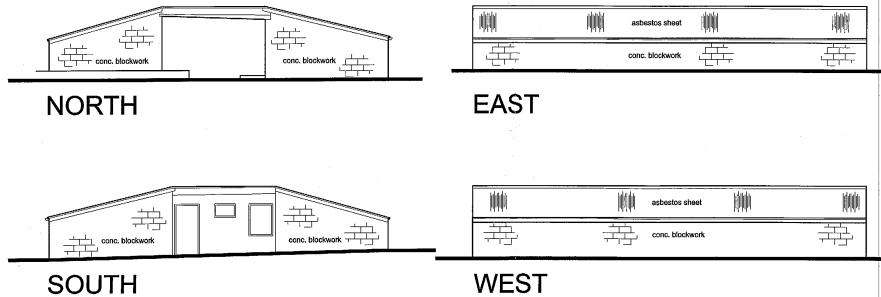 conc. blockwork
conc. blockwork
NORTH
asbestos sheet
conc. blockwork
EAST
conc. blockwork
conc. blockwork
SOUTH
asbestos sheet
conc. blockwork
WEST